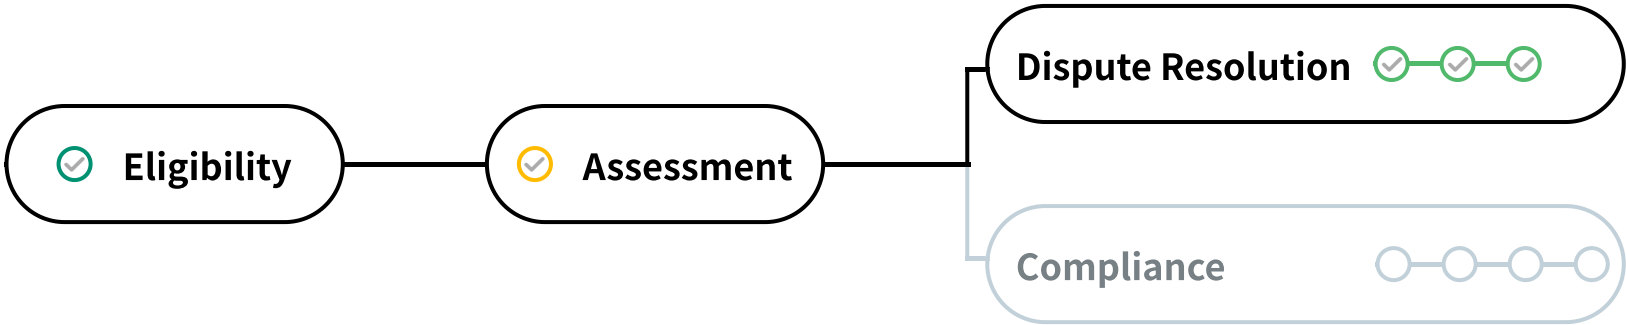 Dispute Resolution
Eligibility
Assessment
Compliance